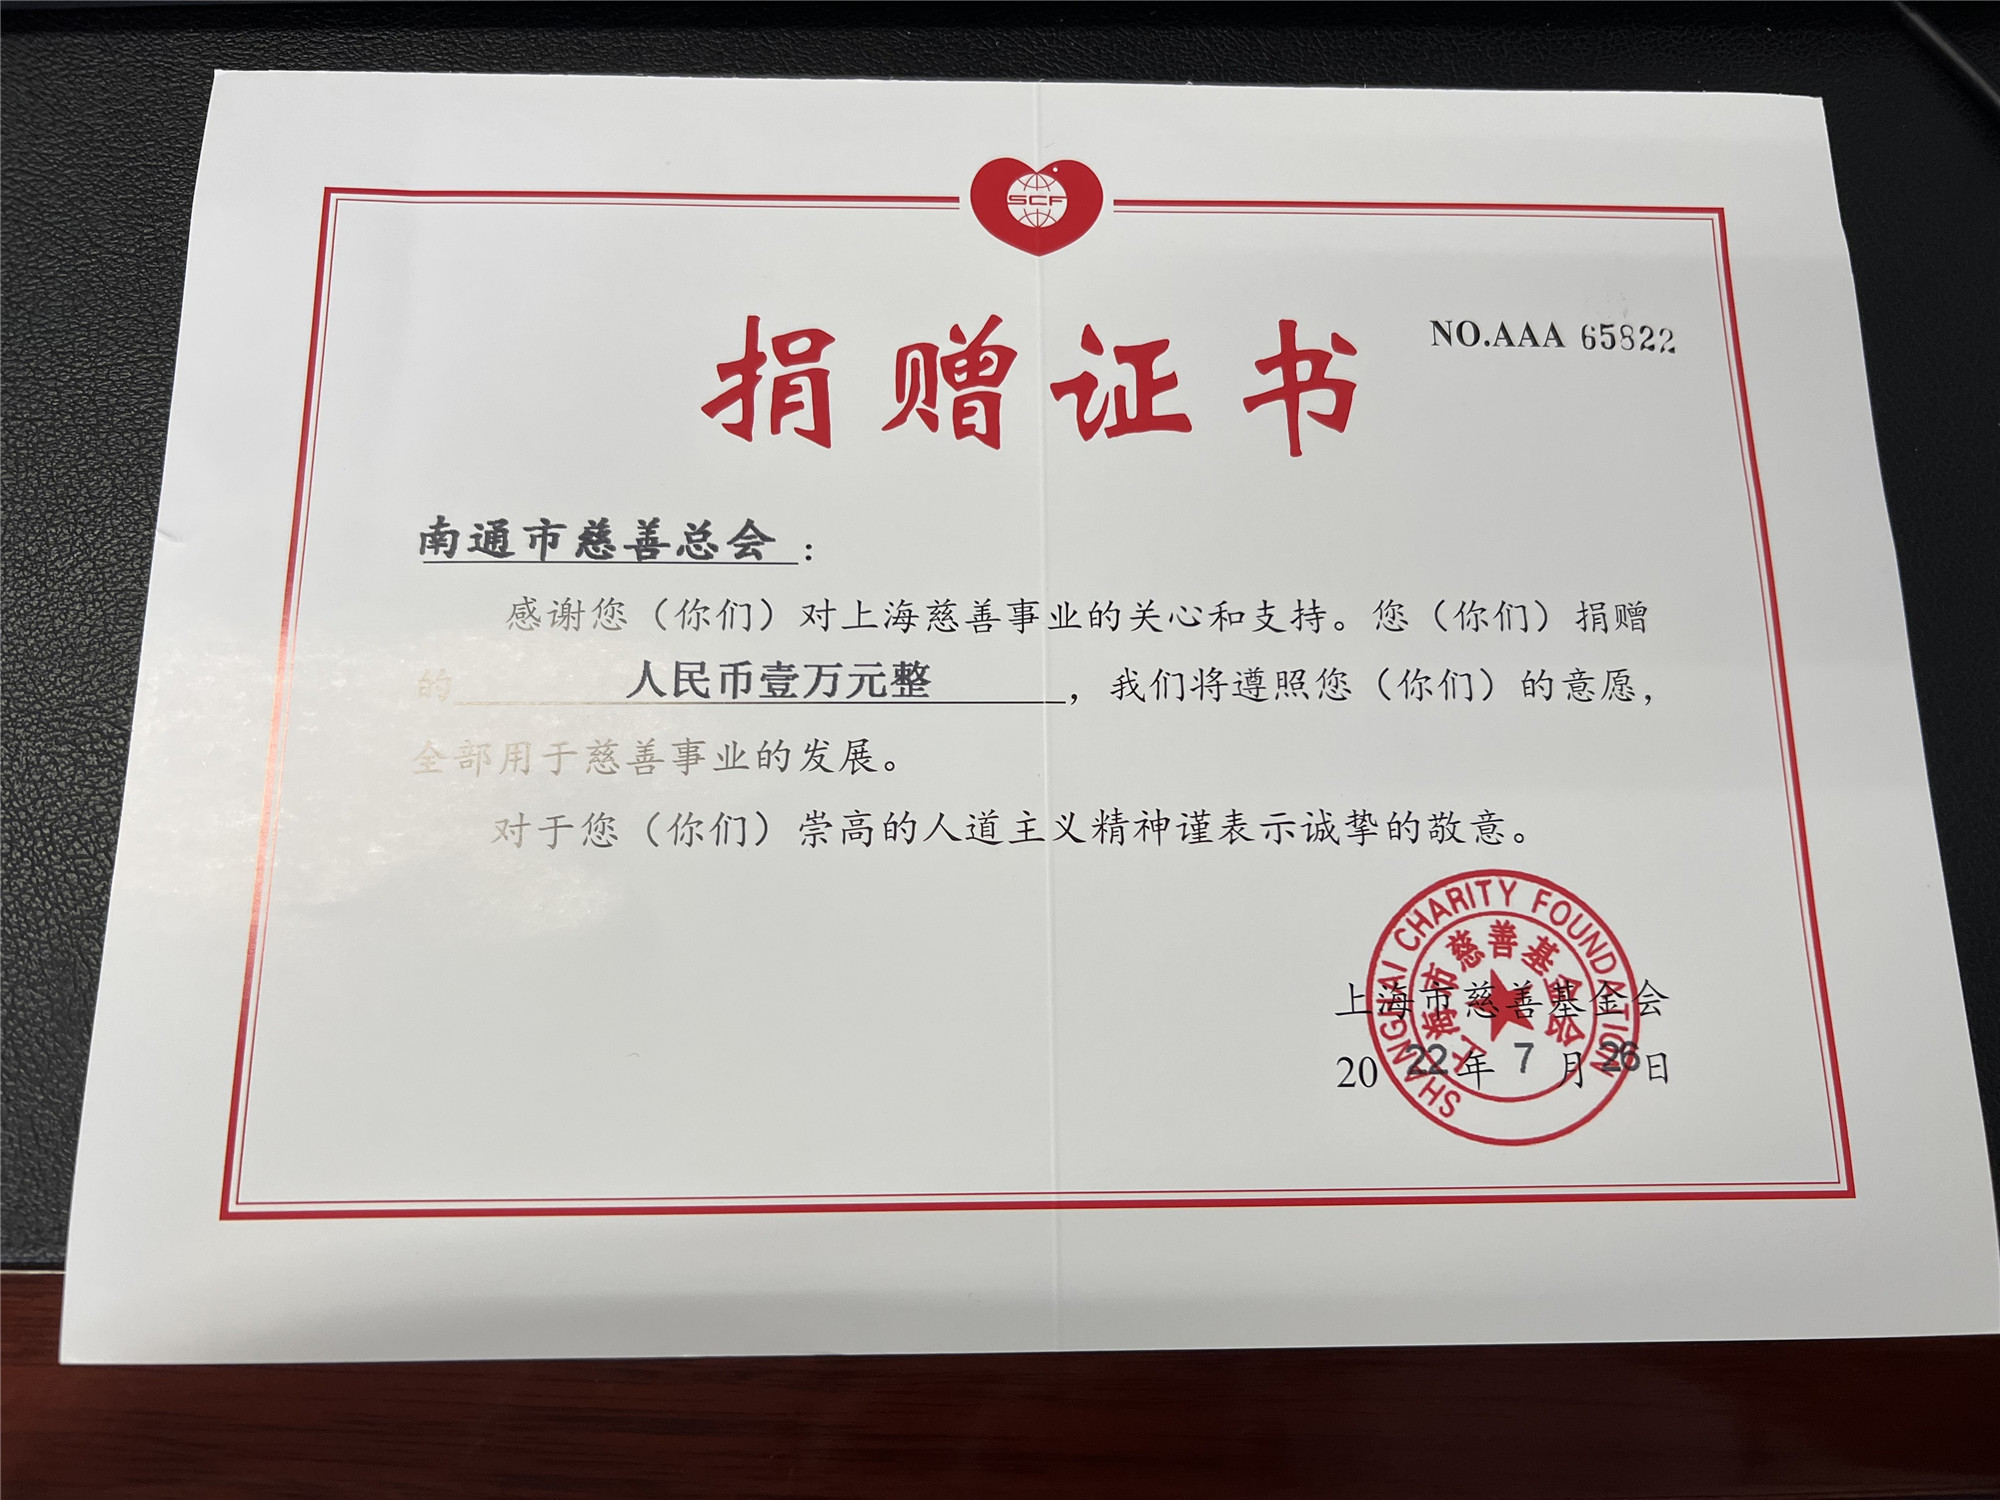 SCF
捐赠证书
NO.AAA 65822
南通市慈善总会：
感谢您（你们）对上海慈善事业的关心和支持。您（你们）捐赠
的 人民币壹万元整 ，我们将遵照您（你们）的意愿，
全部用于慈善事业的发展。
对于您（你们）崇高的人道主义精神谨表示诚挚的敬意。
上海市慈善基金会
2022年7月26日
SHANGHAI CHARITY FOUNDATION
上海市慈善基金会